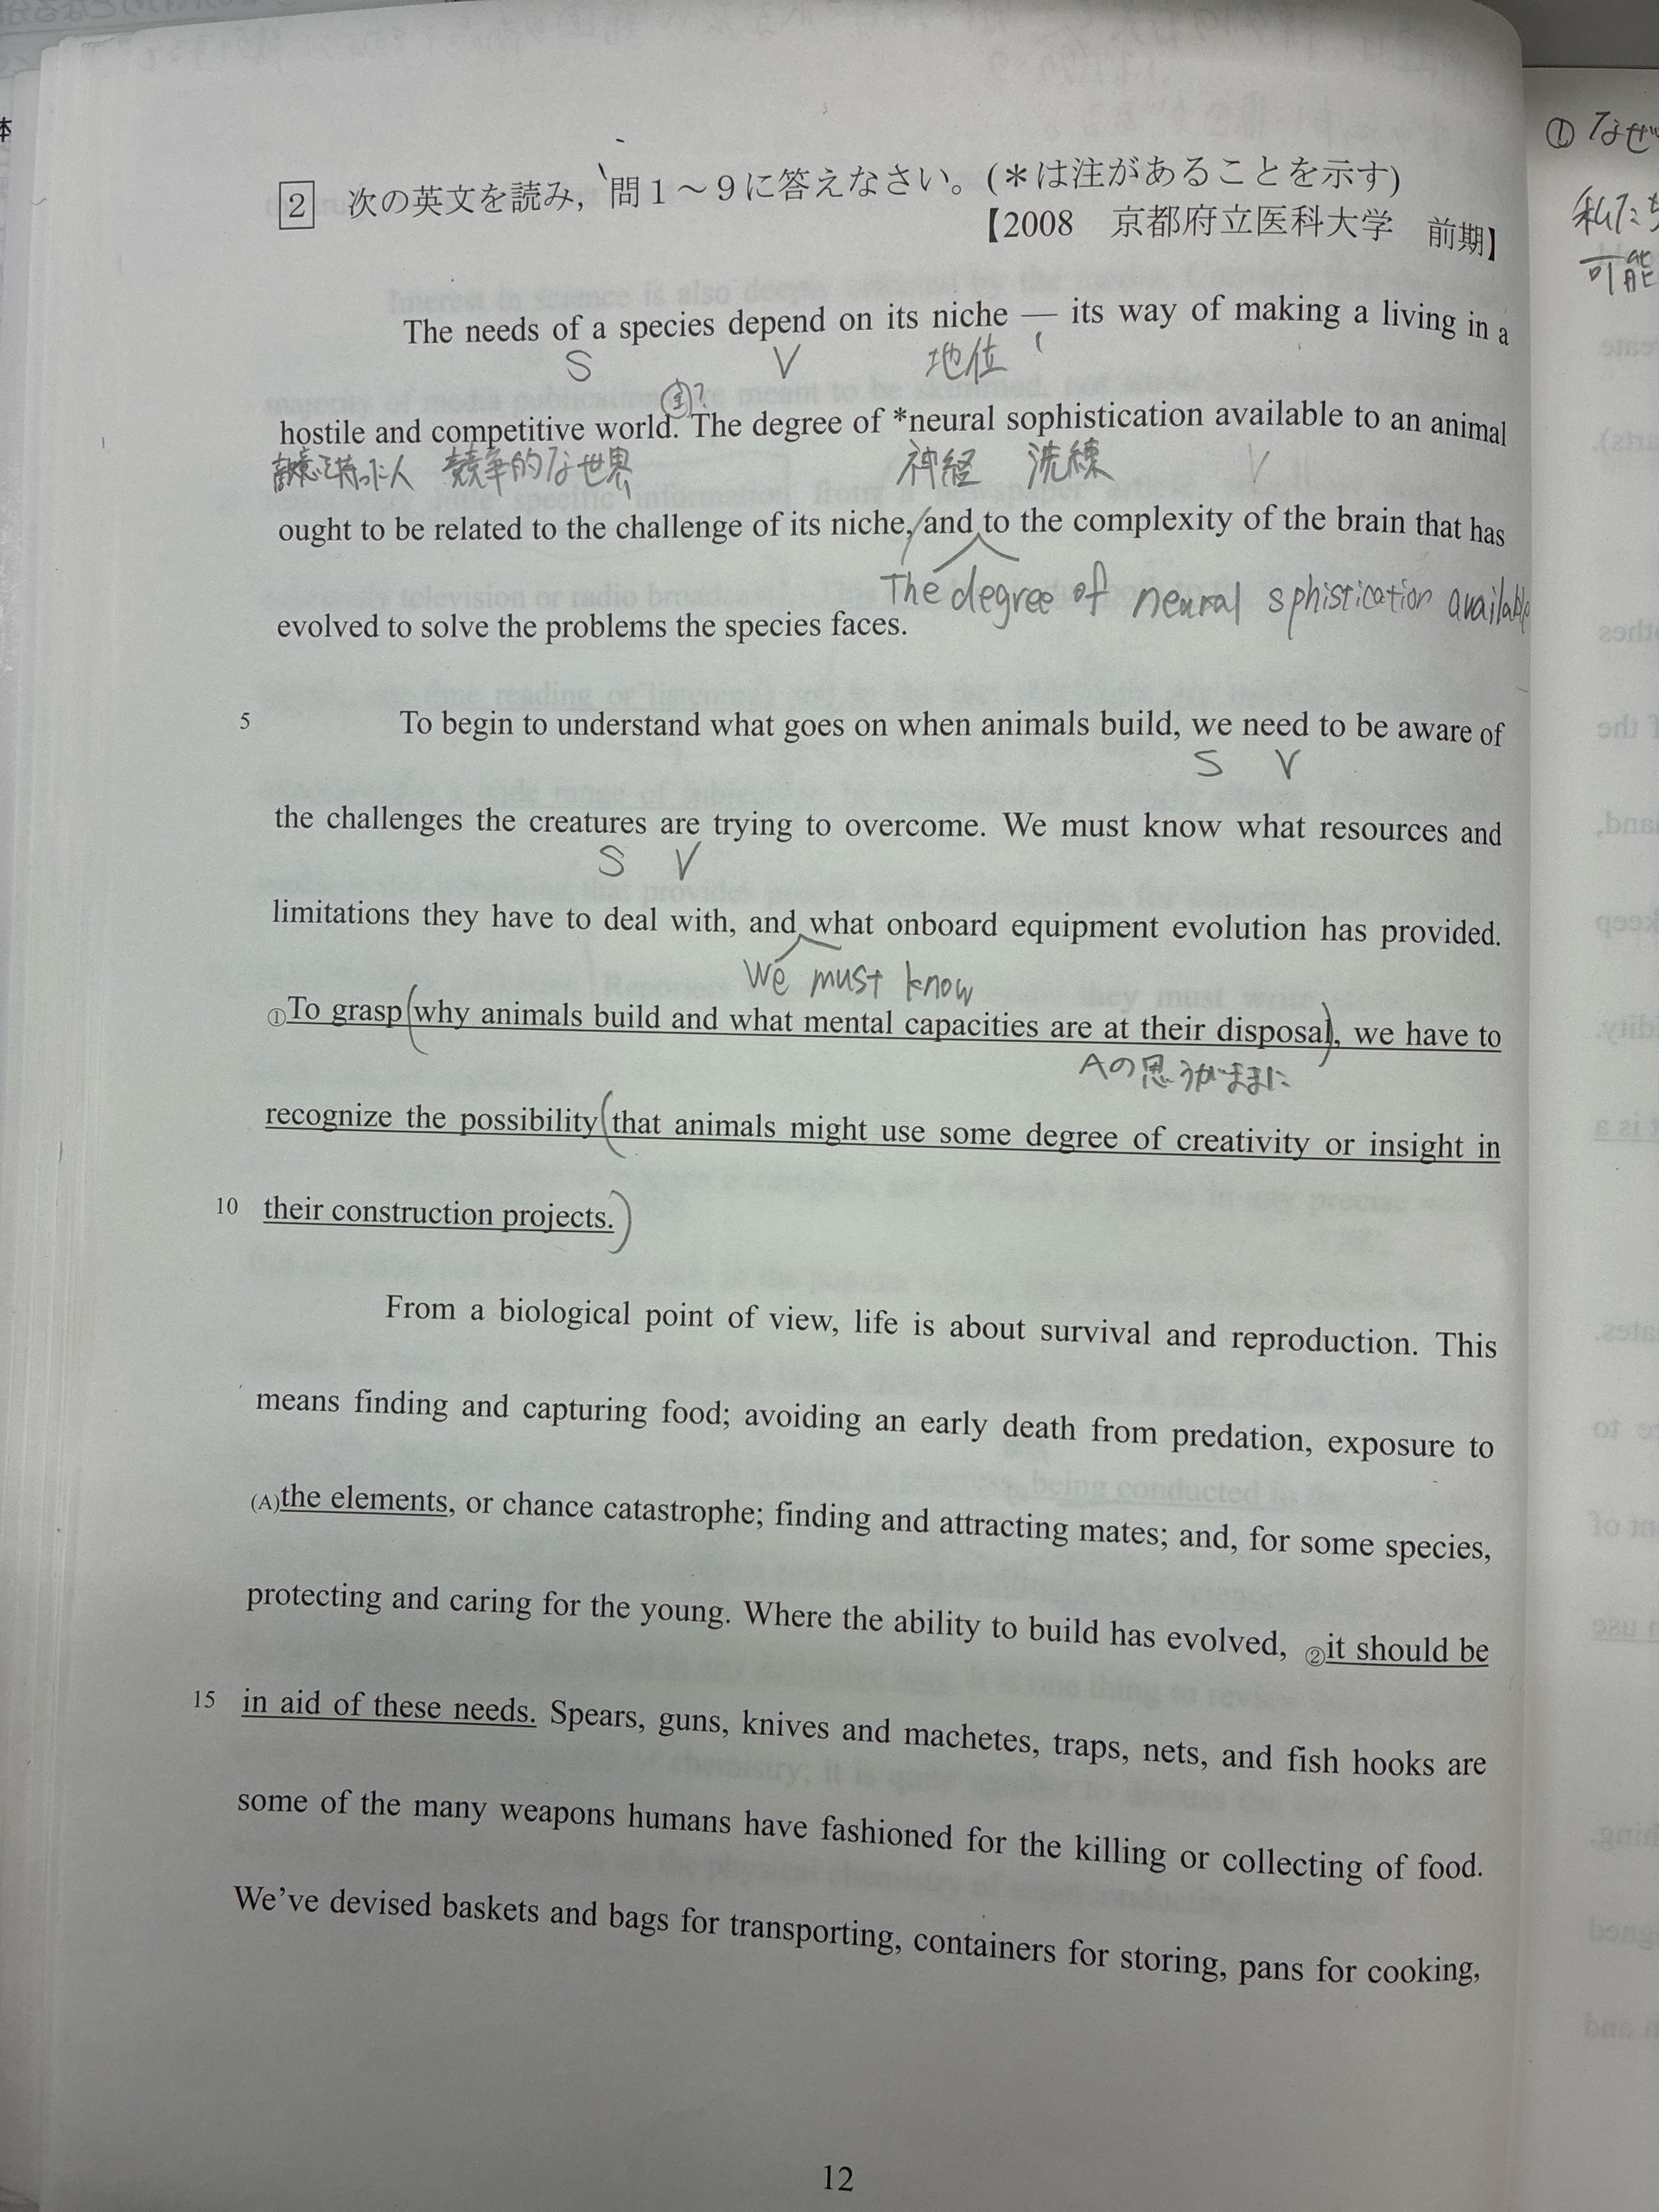 2 次の英文を読み，問１～９に答えなさい。(＊は注があることを示す)
【2008　京都府立医科大学　前期】
The needs of a species depend on its niche — its way of making a living in a
S V 地位
①?
hostile and competitive world. The degree of *neural sophistication available to an animal
競争的な世界 神経 洗練 V
ought to be related to the challenge of its niche, and to the complexity of the brain that has
The degree of neural sphistication available
evolved to solve the problems the species faces.
5 To begin to understand what goes on when animals build, we need to be aware of
S V
the challenges the creatures are trying to overcome. We must know what resources and
S V
limitations they have to deal with, and what onboard equipment evolution has provided.
We must know
①To grasp (why animals build and what mental capacities are at their disposal), we have to
Aの思うがままに
recognize the possibility (that animals might use some degree of creativity or insight in
10 their construction projects.)
From a biological point of view, life is about survival and reproduction. This
means finding and capturing food; avoiding an early death from predation, exposure to
(A)the elements, or chance catastrophe; finding and attracting mates; and, for some species,
protecting and caring for the young. Where the ability to build has evolved, ②it should be
15 in aid of these needs. Spears, guns, knives and machetes, traps, nets, and fish hooks are
some of the many weapons humans have fashioned for the killing or collecting of food.
We've devised baskets and bags for transporting, containers for storing, pans for cooking,
12
① なぜ
私たち
可能